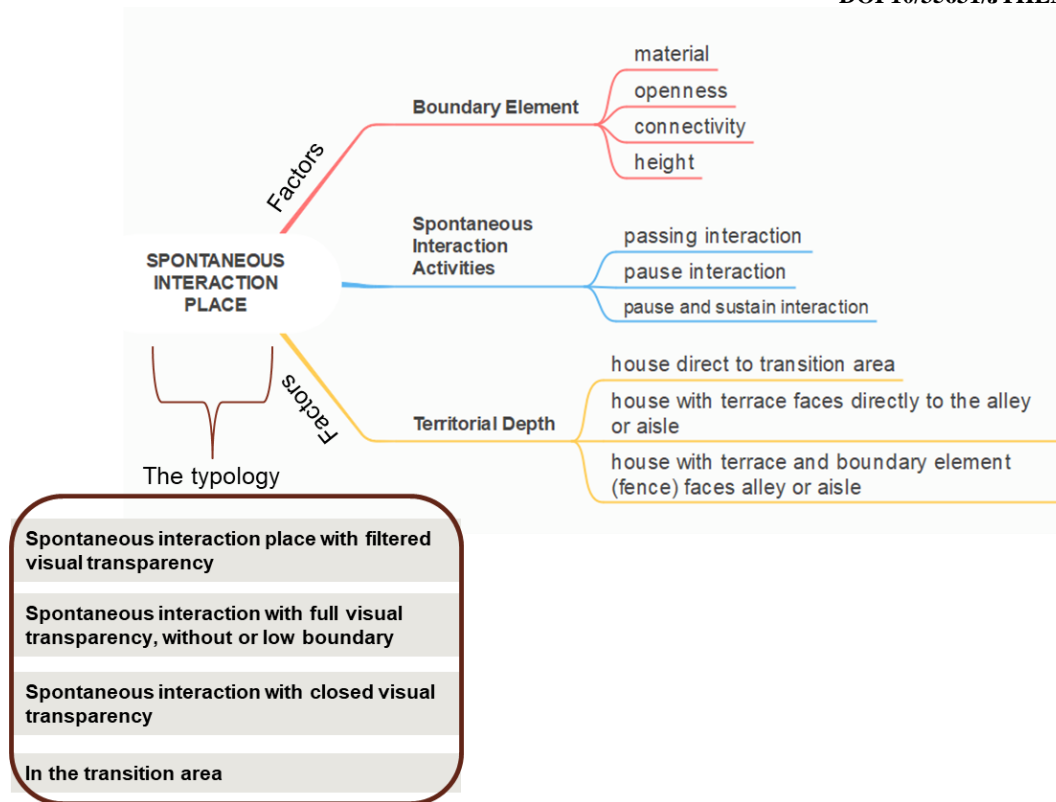 material
openness
Boundary Element
connectivity
height
Factors
Spontaneous
Interaction
Activities
passing interaction
pause interaction
pause and sustain interaction
SPONTANEOUS
INTERACTION
PLACE
Factors
house direct to transition area
house with terrace faces directly to the alley
or aisle
Territorial Depth
house with terrace and boundary element
(fence) faces alley or aisle
The typology
Spontaneous interaction place with filtered
visual transparency
Spontaneous interaction with full visual
transparency, without or low boundary
Spontaneous interaction with closed visual
transparency
In the transition area